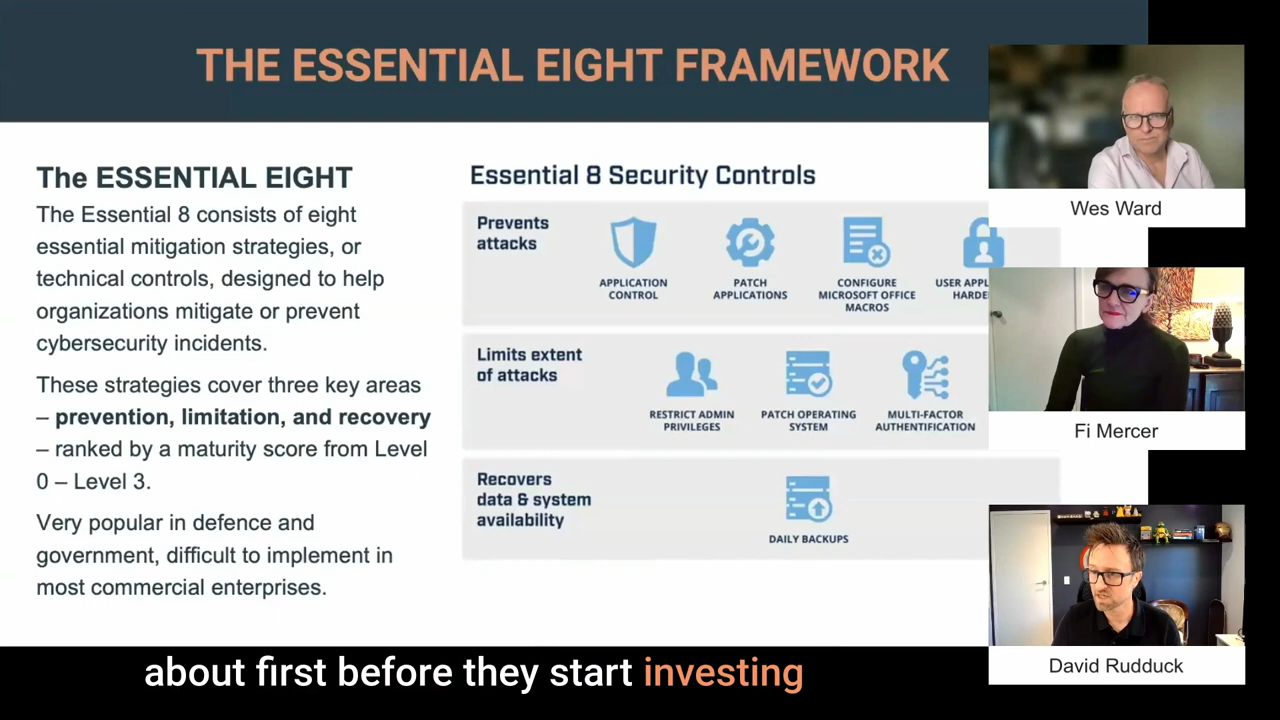 THE ESSENTIAL EIGHT FRAMEWORK
The ESSENTIAL EIGHT
The Essential 8 consists of eight
essential mitigation strategies, or
technical controls, designed to help
organizations mitigate or prevent
cybersecurity incidents.
These strategies cover three key areas
– prevention, limitation, and recovery
– ranked by a maturity score from Level
0 – Level 3.
Very popular in defence and
government, difficult to implement in
most commercial enterprises.
Essential 8 Security Controls
Prevents
attacks
APPLICATION
CONTROL
PATCH
APPLICATIONS
CONFIGURE
MICROSOFT OFFICE
MACROS
USER
Limits extent
of attacks
RESTRICT ADMIN
PRIVILEGES
PATCH OPERATING
SYSTEM
MULTI-FACTOR
AUTHENTIFICATION
Recovers
data & system
availability
DAILY BACKUPS
Wes Ward
Fi Mercer
David Rudduck
about first before they start investing